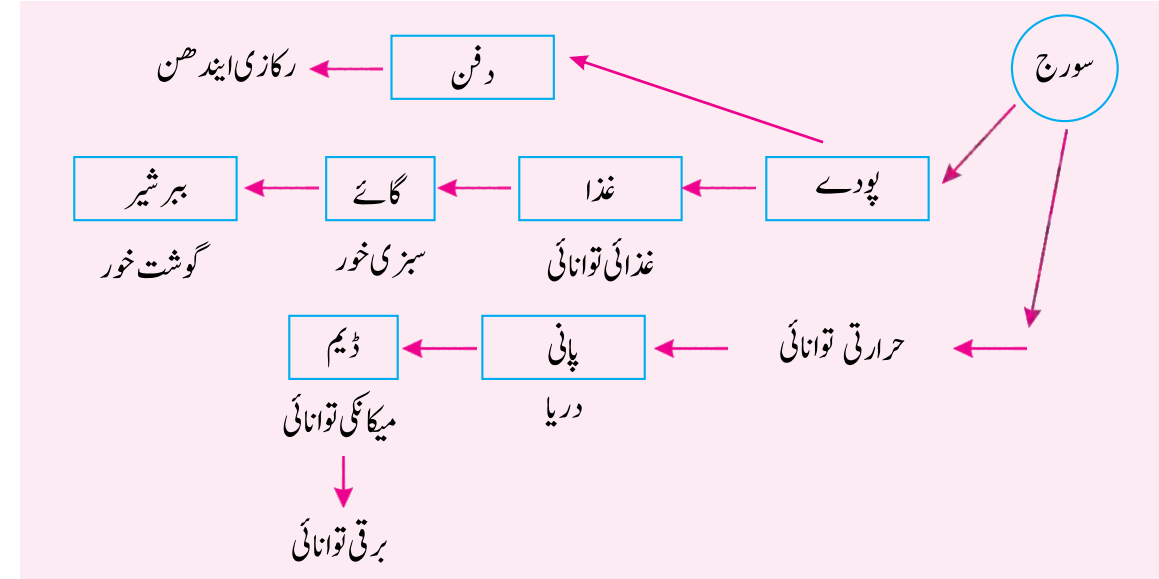 سورج
دفن
رکازی ایندھن
پودے
غذا
گائے
ببر شیر
غذائی توانائی
سبزی خور
گوشت خور
حرارتی توانائی
پانی
ڈیم
دریا
میکانکی توانائی
برقی توانائی